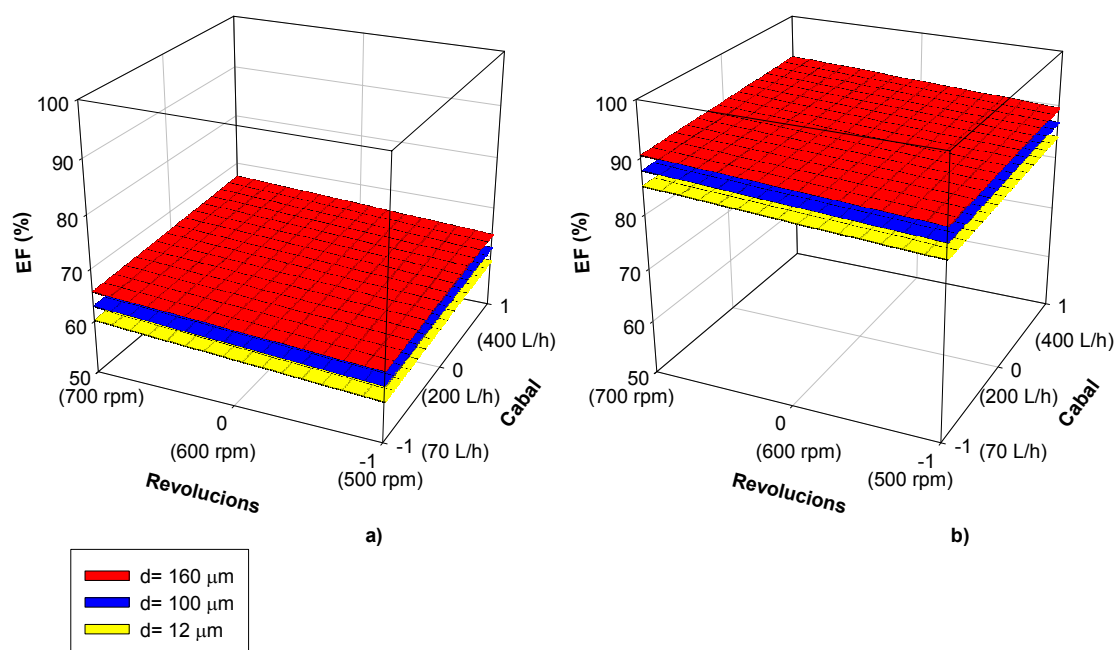 100
90
80
70
60
50
(700 rpm)
0
(600 rpm)
-1
(500 rpm)
EF (%)
Revolucions
1
(400 L/h)
0
(200 L/h)
-1 (70 L/h)
Cabal
a)
100
90
80
70
60
50
(700 rpm)
0
(600 rpm)
-1
(500 rpm)
EF (%)
Revolucions
1
(400 L/h)
0
(200 L/h)
-1 (70 L/h)
Cabal
b)
d= 160 μm
d= 100 μm
d= 12 μm